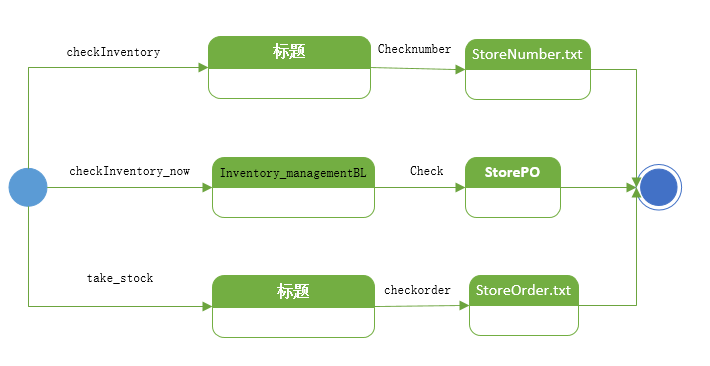 checkInventory
标题
Checknumber
StoreNumber.txt
checkInventory_now
Inventory_managementBL
Check
StorePO
take_stock
标题
checkorder
StoreOrder.txt